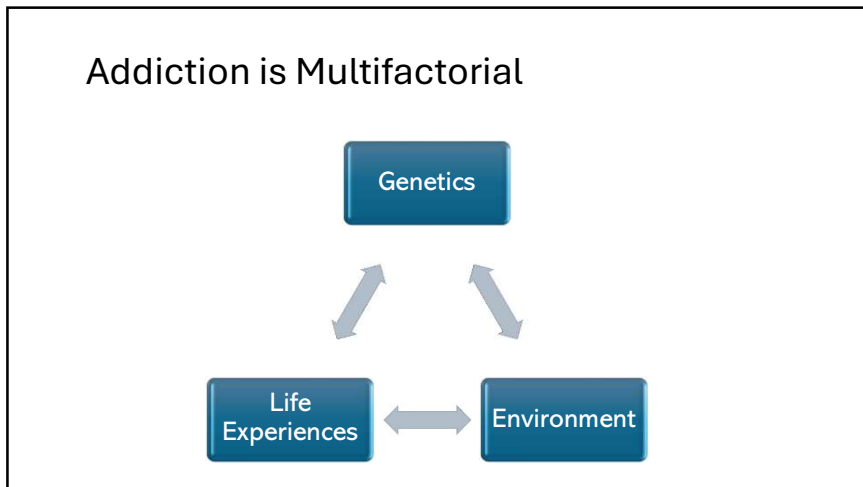 Addiction is Multifactorial
Genetics
Life
Experiences
Environment